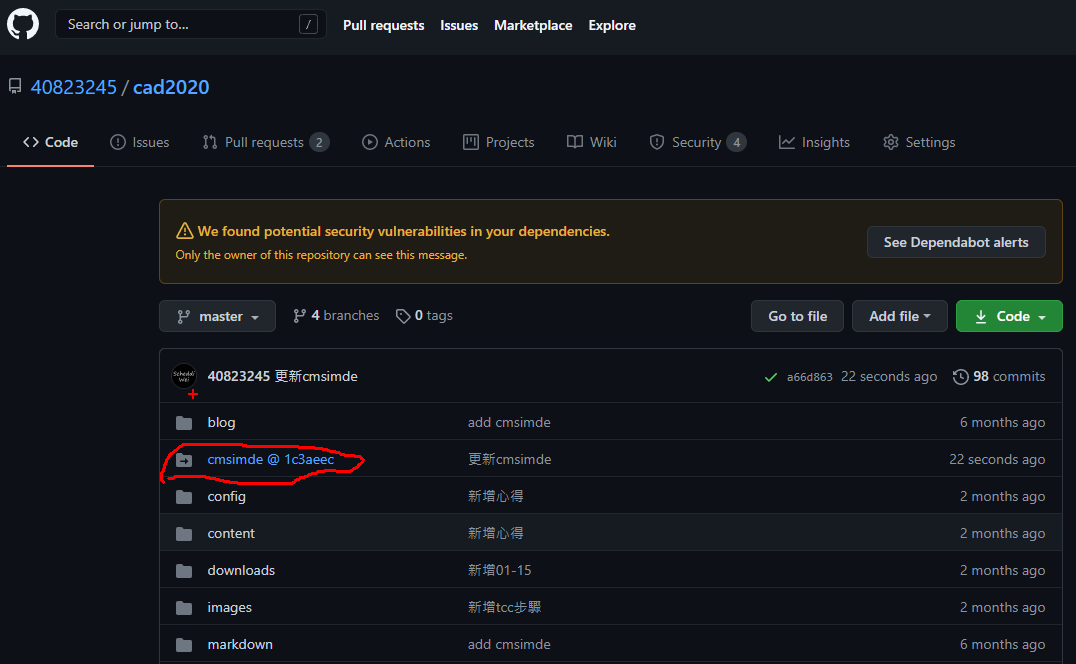 Search or jump to... /
Pull requests Issues Marketplace Explore
40823245 / cad2020
Code Issues Pull requests 2 Actions Projects Wiki Security 4 Insights Settings
We found potential security vulnerabilities in your dependencies.
Only the owner of this repository can see this message.
See Dependabot alerts
master 4 branches 0 tags Go to file Add file Code
40823245 更新cmsimde a66d863 22 seconds ago 98 commits
blog add cmsimde 6 months ago
cmsimde @ 1c3aeec 更新cmsimde 22 seconds ago
config 新增心得 2 months ago
content 新增心得 2 months ago
downloads 新增01-15 2 months ago
images 新增tcc步驟 2 months ago
markdown add cmsimde 6 months ago